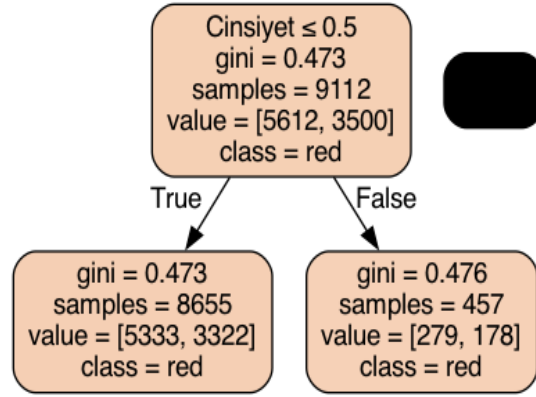 Cinsiyet ≤ 0.5
gini = 0.473
samples = 9112
value = [5612, 3500]
class = red
True
False
gini = 0.473
samples = 8655
value = [5333, 3322]
class = red
gini = 0.476
samples = 457
value = [279, 178]
class = red